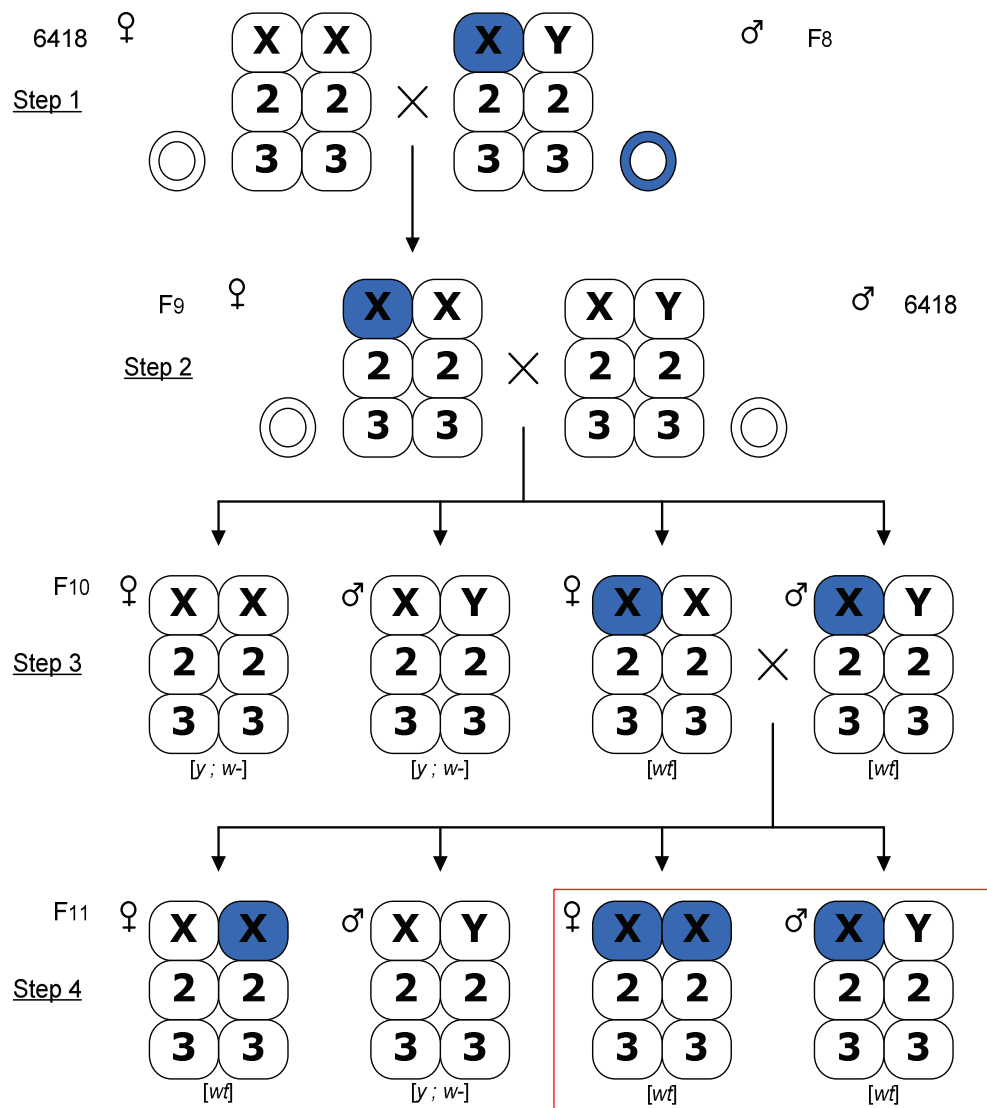 6418 ♀ X X X Y ♂ F8
Step 1 2 2 2 2
3 3 3 3
F9 ♀ X X X Y ♂ 6418
Step 2 2 2 2 2
3 3 3 3
F10 ♀ X X ♂ X Y ♀ X X ♂ X Y
Step 3 2 2 2 2 2 2 2 2
3 3 3 3 3 3 3 3
[y ; w-] [y ; w-] [wt] [wt]
F11 ♀ X X ♂ X Y ♀ X X ♂ X Y
Step 4 2 2 2 2 2 2 2 2
3 3 3 3 3 3 3 3
[wt] [y ; w-] [wt] [wt]